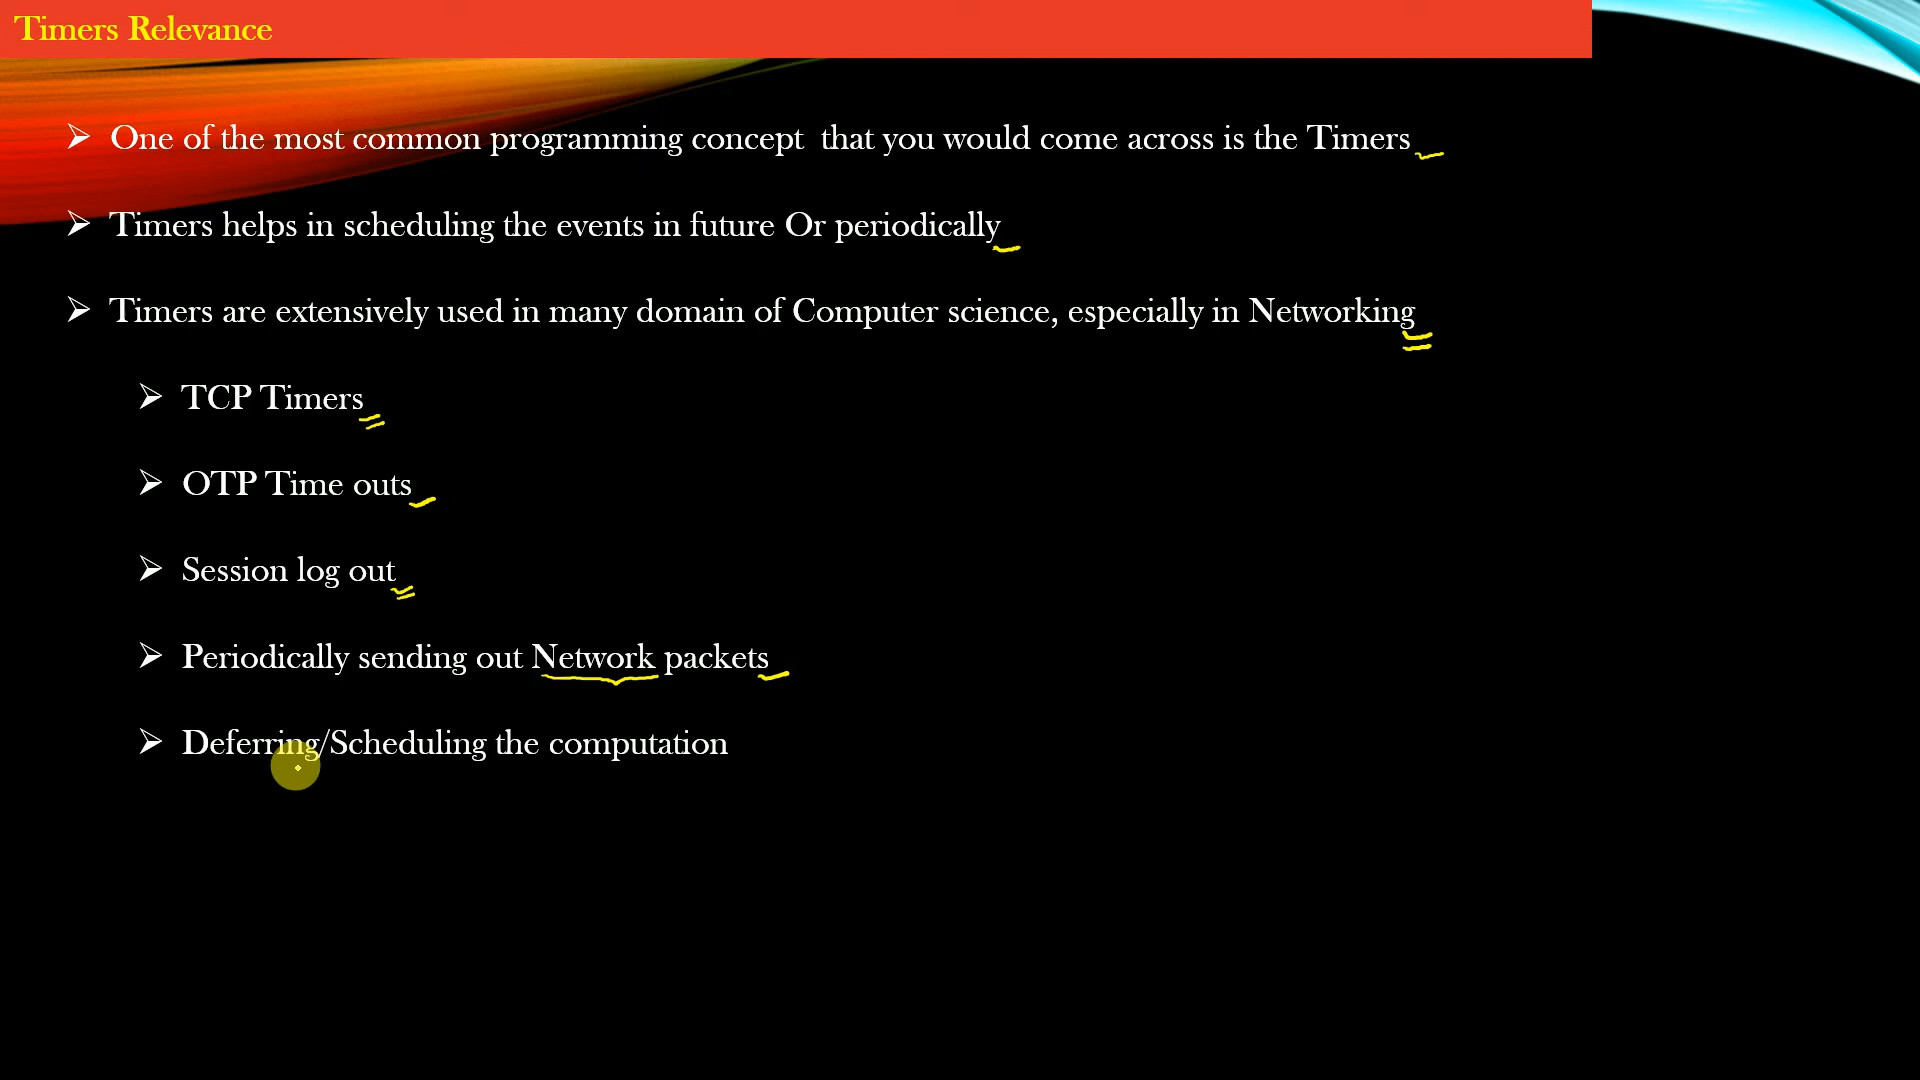 Timers Relevance
One of the most common programming concept that you would come across is the Timers
Timers helps in scheduling the events in future Or periodically
Timers are extensively used in many domain of Computer science, especially in Networking
TCP Timers
OTP Time outs
Session log out
Periodically sending out Network packets
Deferring/Scheduling the computation